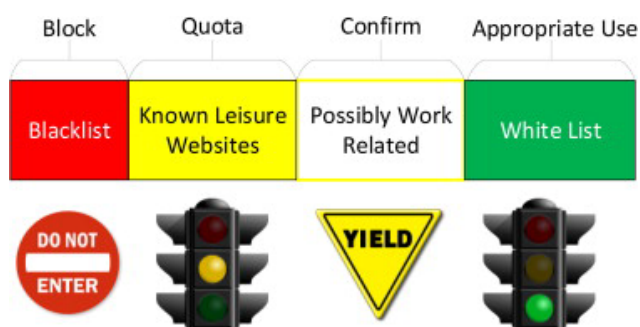 Block
Quota
Confirm
Appropriate Use
Blacklist
Known Leisure
Websites
Possibly Work
Related
White List
DO NOT
ENTER
YIELD